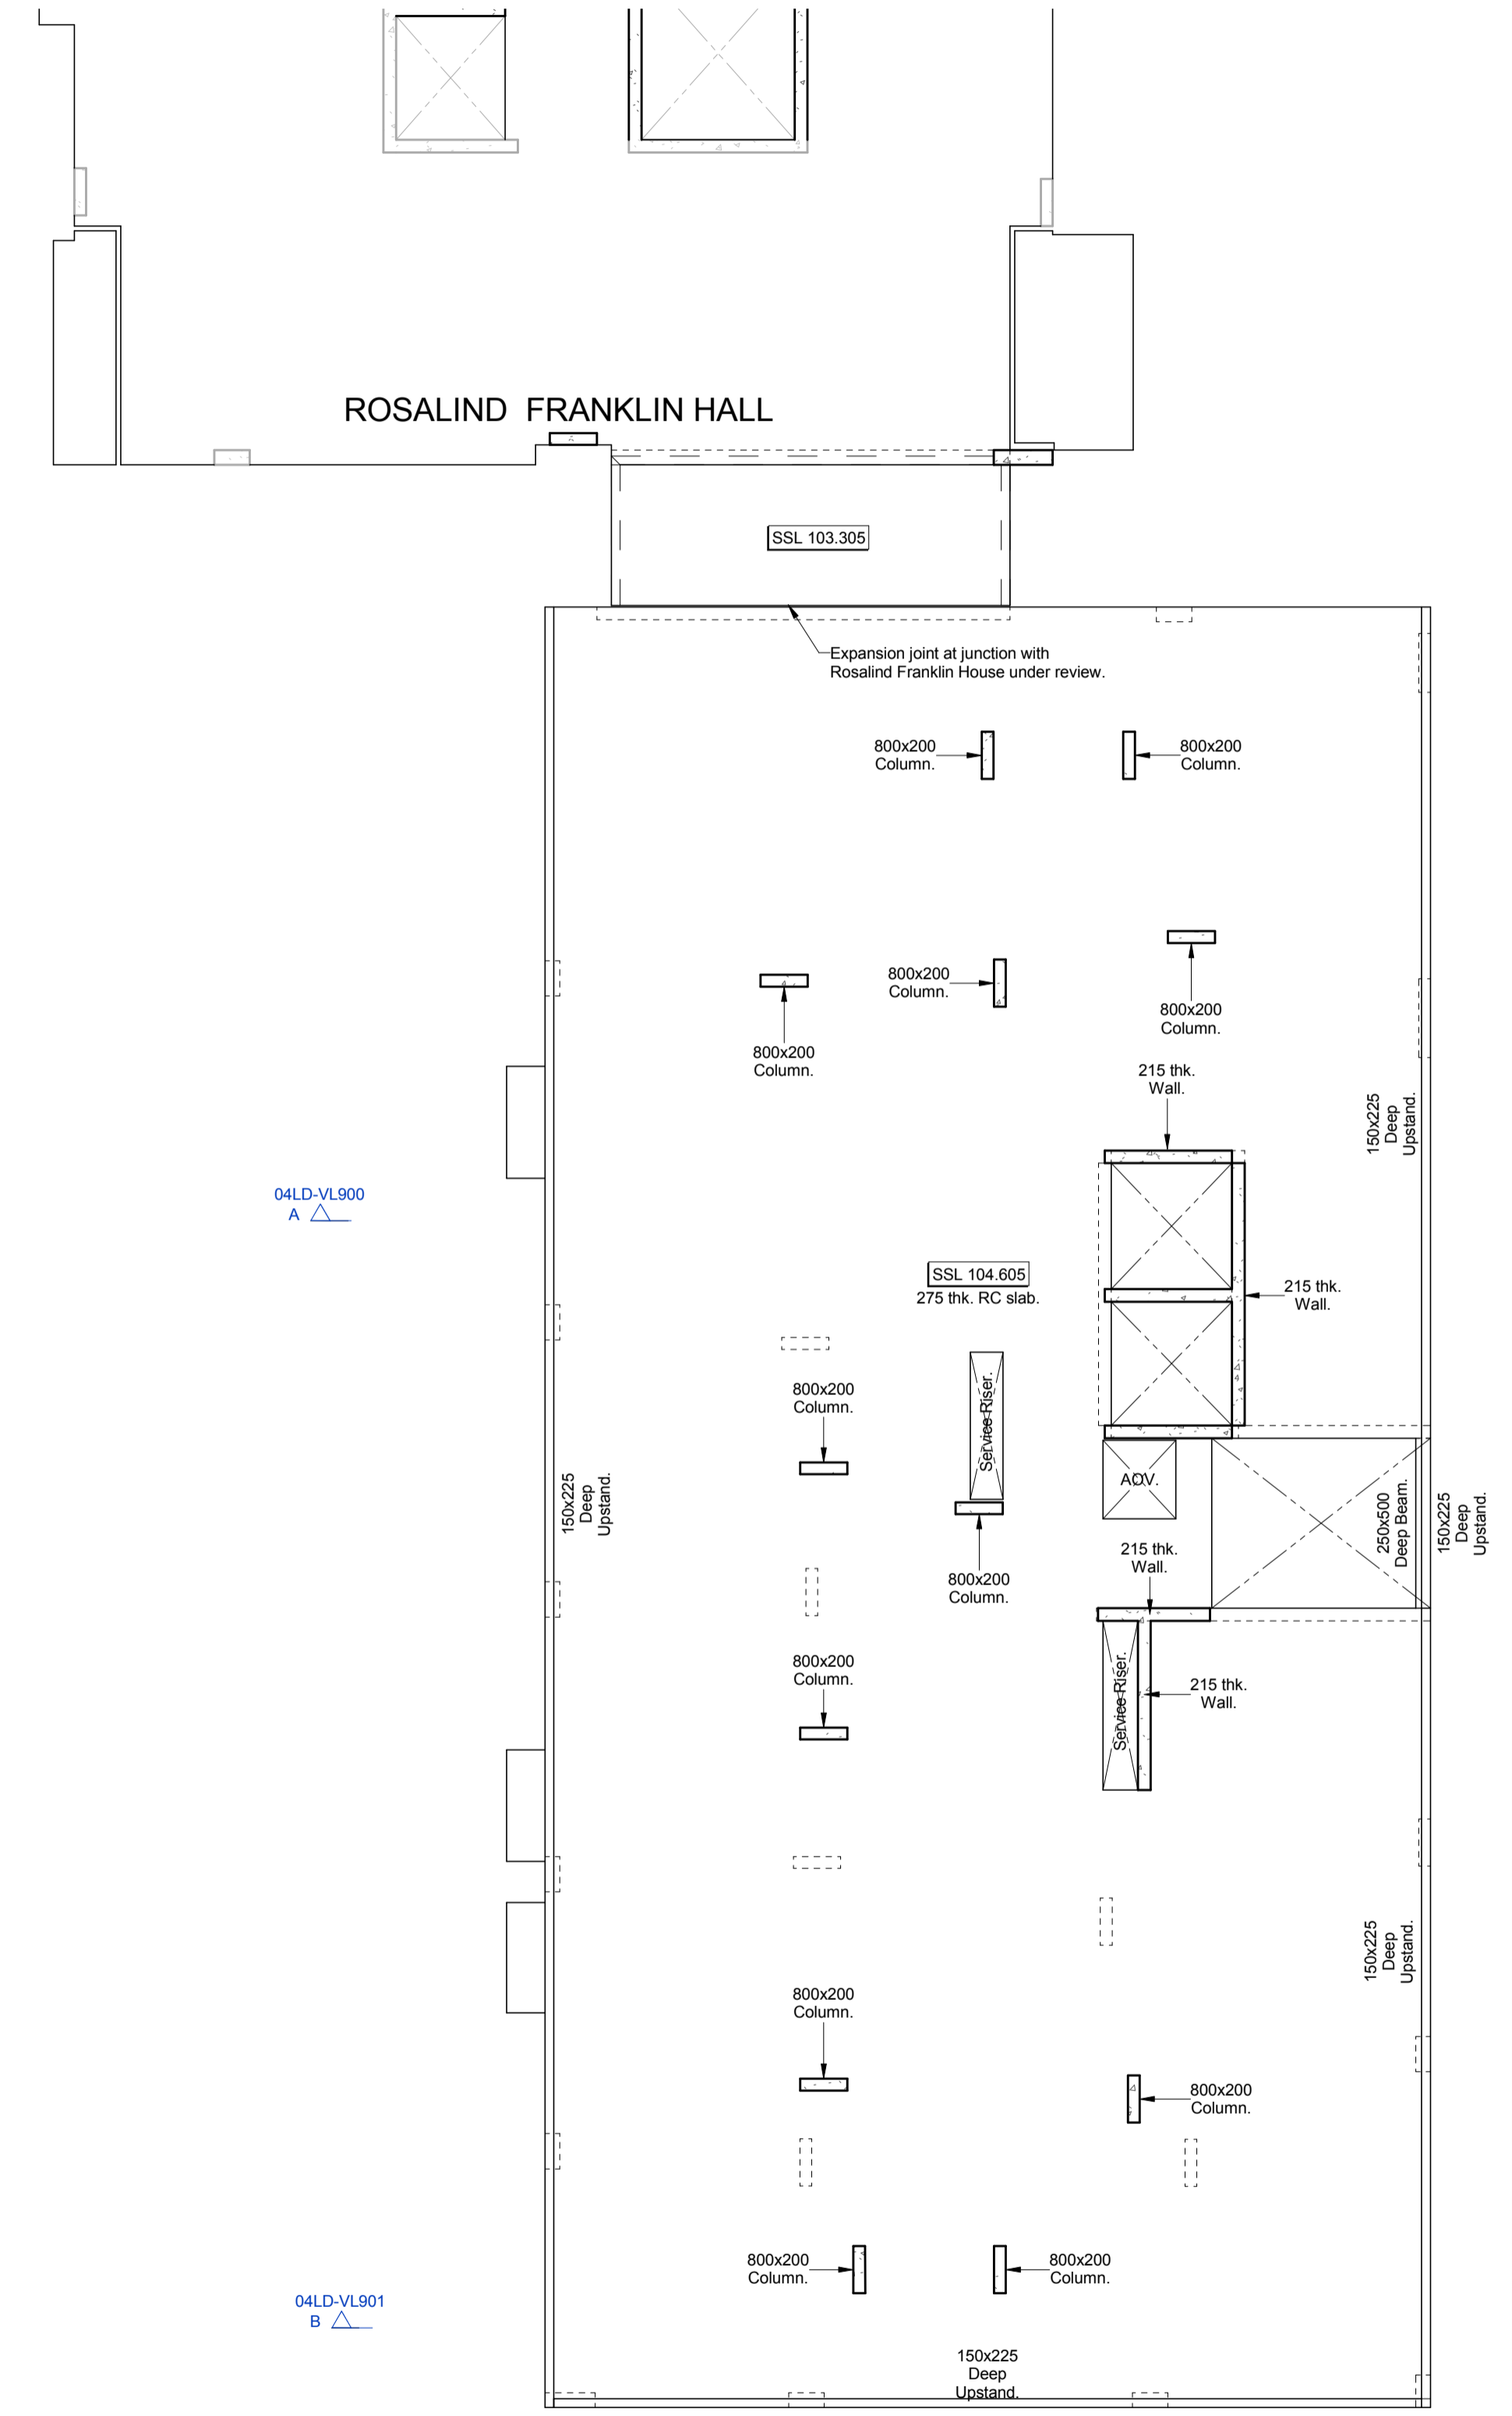 ROSALIND FRANKLIN HALL
SSL 103.305
Expansion joint at junction with
Rosalind Franklin House under review.
800x200
Column.
800x200
Column.
800x200
Column.
800x200
Column.
800x200
Column.
215 thk.
Wall.
150x225
Deep
Upstand.
04LD-VL900
A
SSL 104.605
275 thk. RC slab.
215 thk.
Wall.
800x200
Column.
Service Riser.
150x225
Deep
Upstand.
AOV.
250x500
Deep Beam.
150x225
Deep
Upstand.
800x200
Column.
215 thk.
Wall.
800x200
Column.
Service Riser.
215 thk.
Wall.
150x225
Deep
Upstand.
800x200
Column.
800x200
Column.
800x200
Column.
800x200
Column.
04LD-VL901
B
150x225
Deep
Upstand.